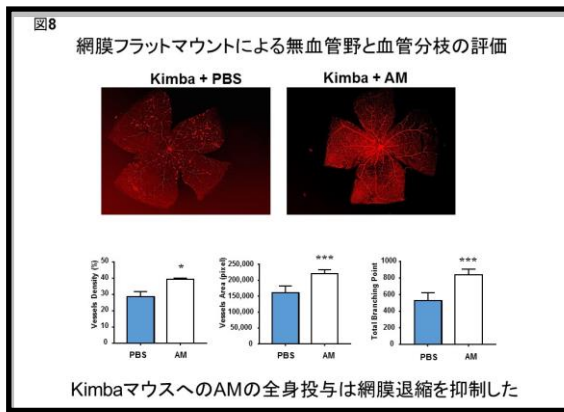 図8
網膜フラットマウントによる無血管野と血管分枝の評価
Kimba + PBS
Kimba + AM
Vessels Density (%)
50
40
30
20
10
0
*
PBS
AM
Vessels Area (pixel)
250,000
200,000
150,000
100,000
50,000
0
***
PBS
AM
Total Branching Point
1000
800
600
400
200
0
***
PBS
AM
KimbaマウスへのAMの全身投与は網膜退縮を抑制した